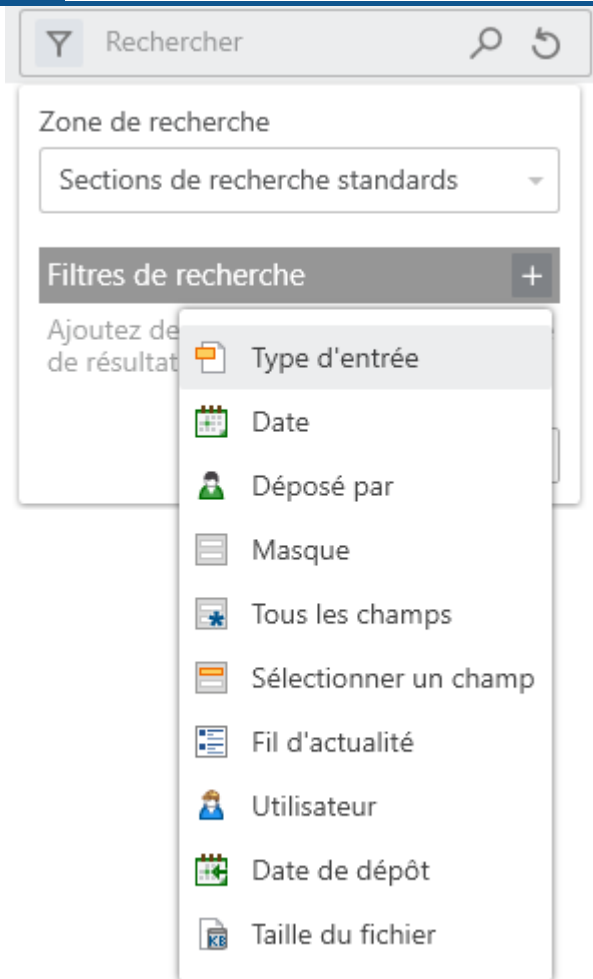 Rechercher
Zone de recherche
Sections de recherche standards
Filtres de recherche
+
Ajoutez de
de résultat
Type d'entrée
Date
Déposé par
Masque
Tous les champs
Sélectionner un champ
Fil d'actualité
Utilisateur
Date de dépôt
KB
Taille du fichier